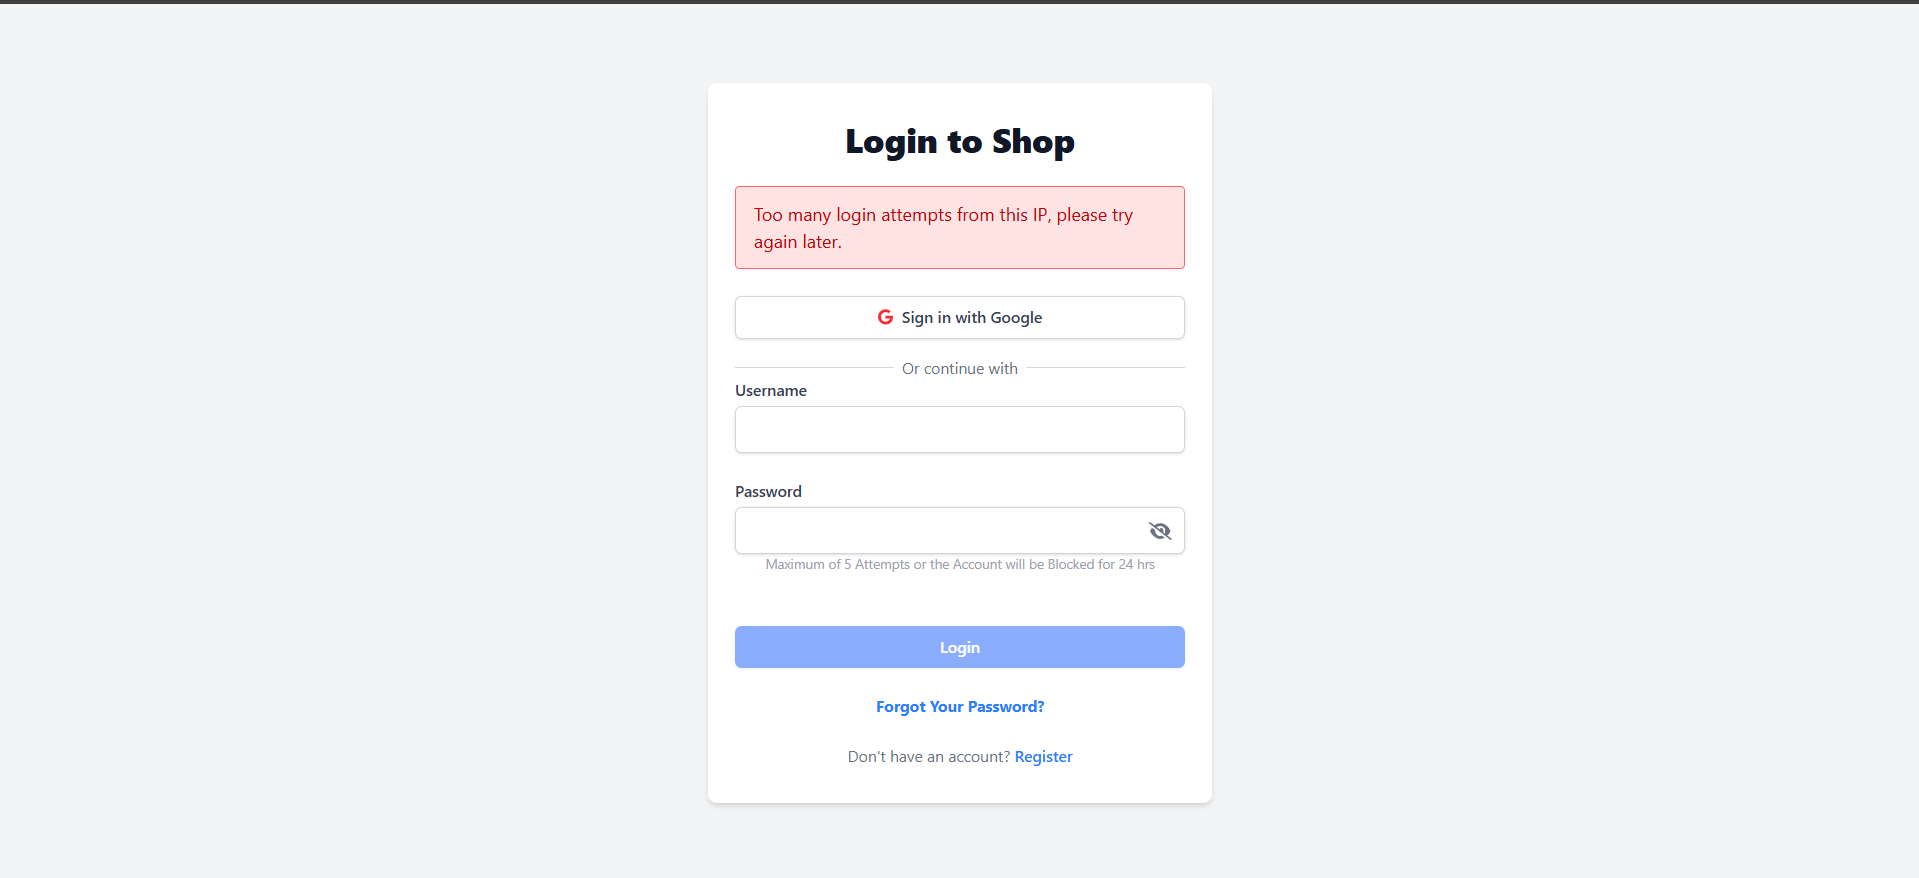 Login to Shop
Too many login attempts from this IP, please try
again later.
Sign in with Google
Or continue with
Username
Password
Maximum of 5 Attempts or the Account will be Blocked for 24 hrs
Login
Forgot Your Password?
Don't have an account? Register